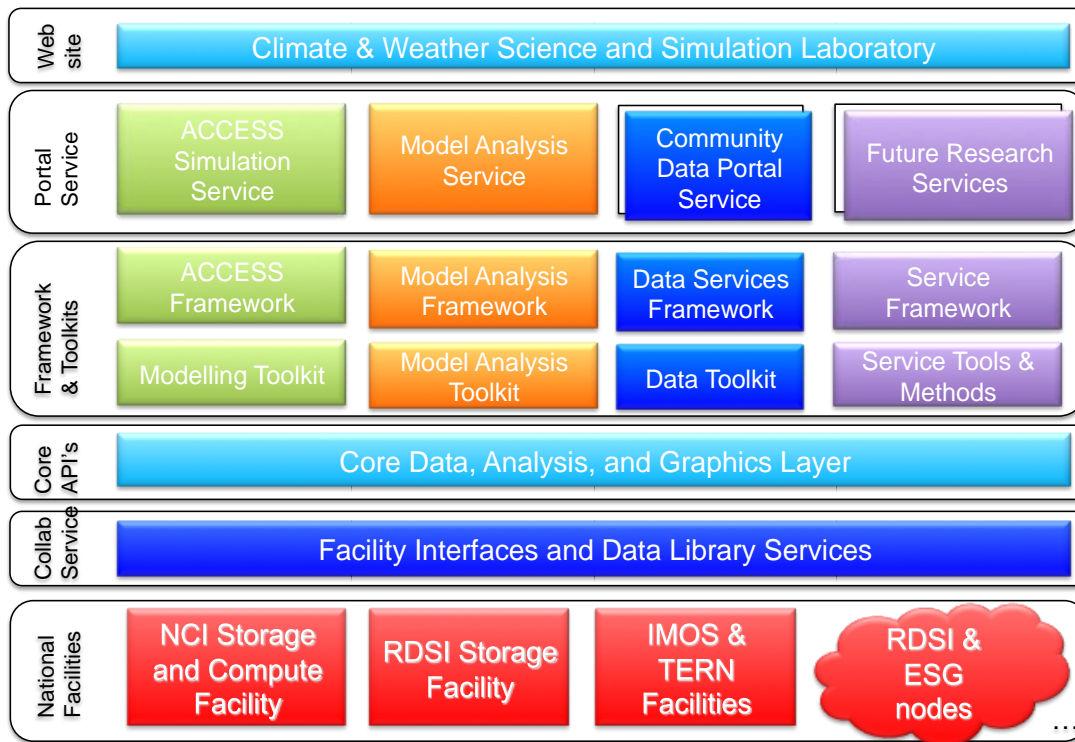 Web
site
Climate & Weather Science and Simulation Laboratory
Portal
Service
ACCESS
Simulation
Service
Model Analysis
Service
Community
Data Portal
Service
Future Research
Services
Framework
& Toolkits
ACCESS
Framework
Model Analysis
Framework
Data Services
Framework
Service
Framework
Modelling Toolkit
Model Analysis
Toolkit
Data Toolkit
Service Tools &
Methods
Core
API's
Core Data, Analysis, and Graphics Layer
Collab
Service
Facility Interfaces and Data Library Services
National
Facilities
NCI Storage
and Compute
Facility
RDSI Storage
Facility
IMOS &
TERN
Facilities
RDSI &
ESG
nodes
...